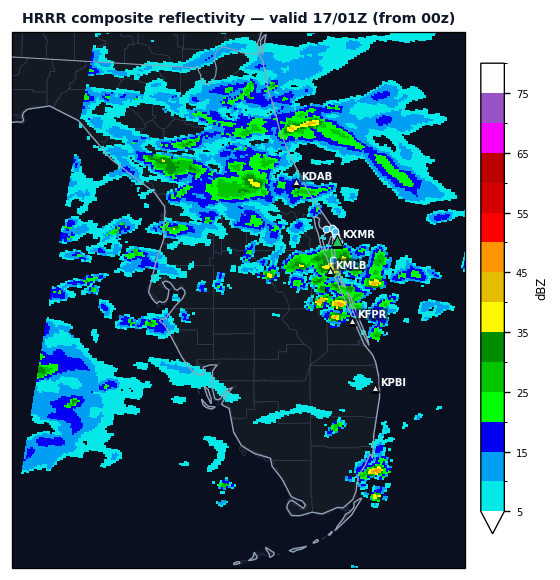 HRRR composite reflectivity — valid 17/01Z (from 00z)
75
65
55
45
35
25
15
5
dBZ
KDAB
KXMR
KMLB
KFPR
KPBI